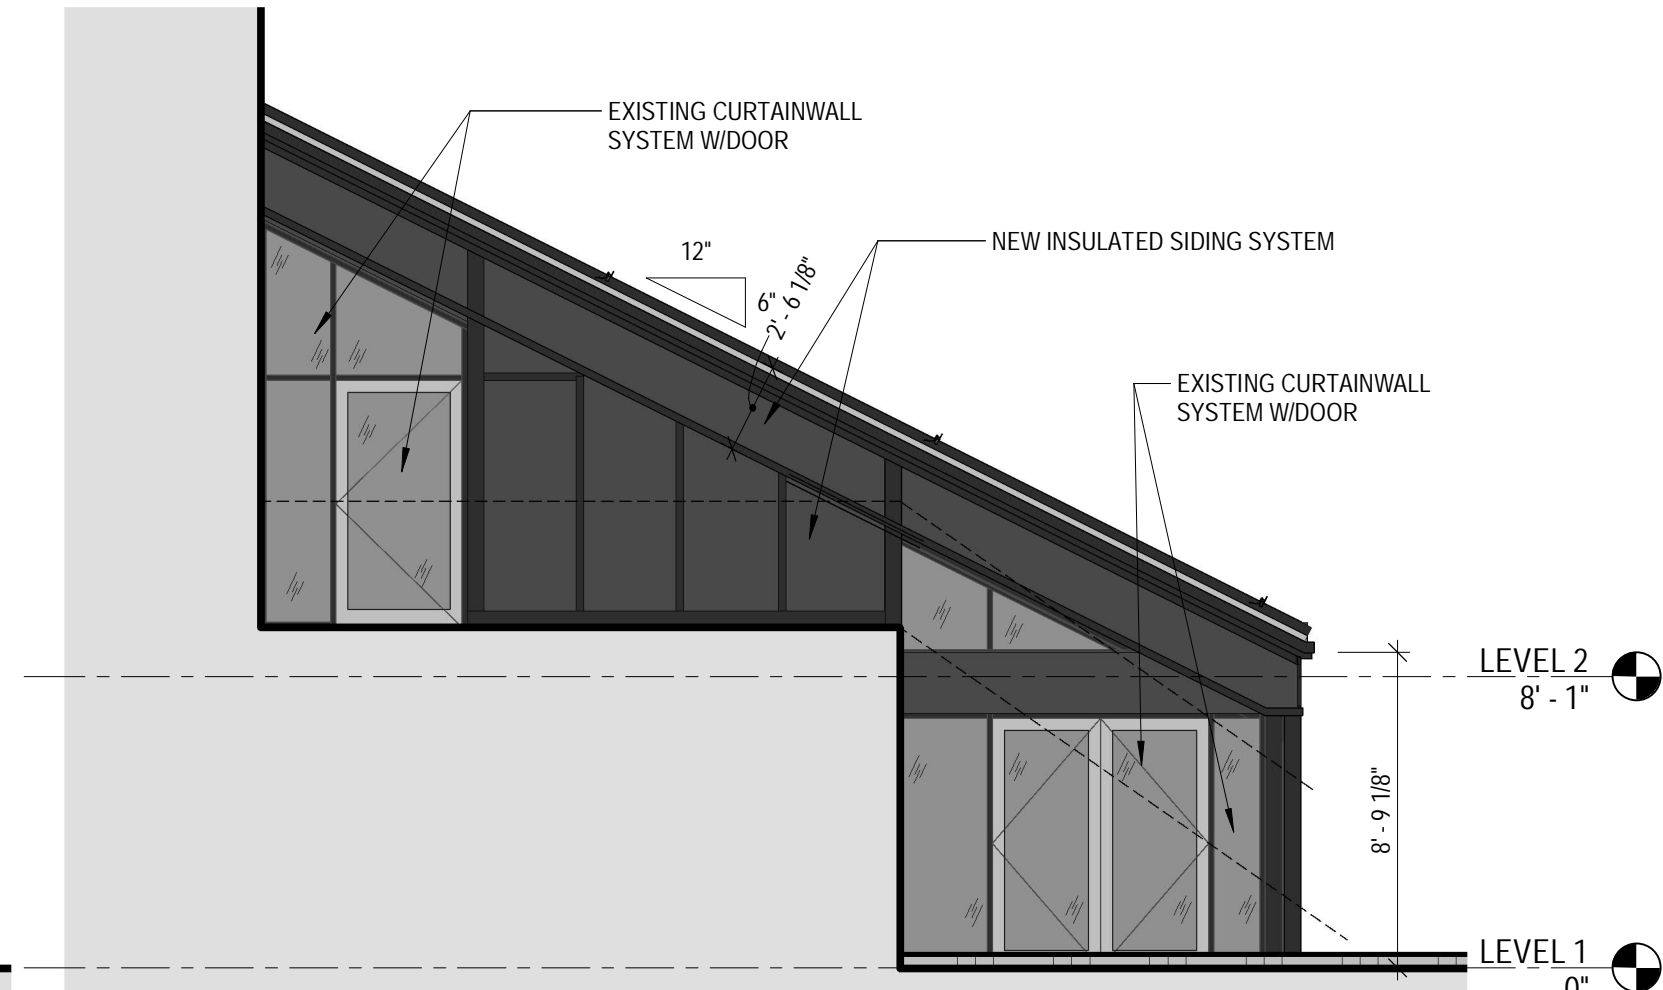 EXISTING CURTAINWALL
SYSTEM W/DOOR
NEW INSULATED SIDING SYSTEM
12"
6"
2' - 6 1/8"
EXISTING CURTAINWALL
SYSTEM W/DOOR
LEVEL 2
8' - 1"
8' - 9 1/8"
LEVEL 1
0"